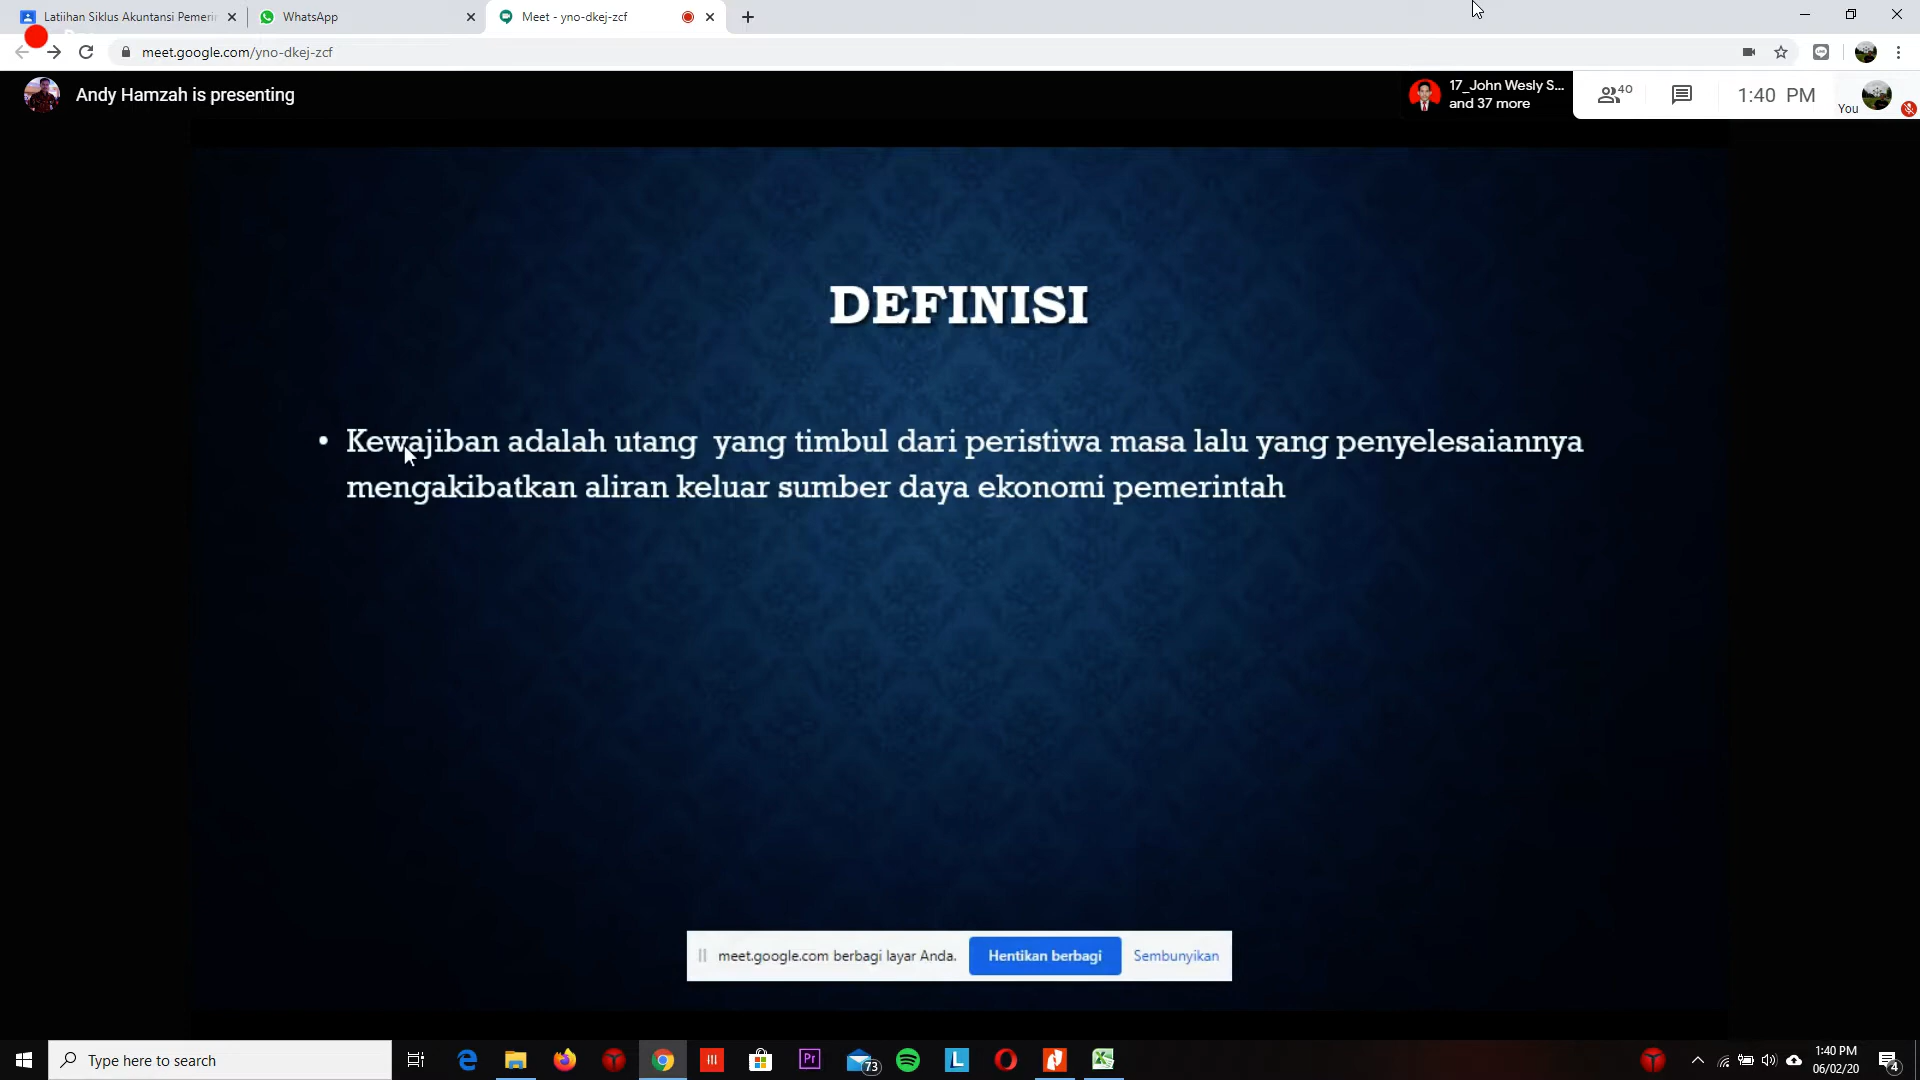 Latiihan Siklus Akuntansi Pemerin
WhatsApp
Meet - yno-dkej-zcf
meet.google.com/yno-dkej-zcf
Andy Hamzah is presenting
17_John Wesly S...
and 37 more
40
1:40 PM
You
DEFINISI
• Kewajiban adalah utang yang timbul dari peristiwa masa lalu yang penyelesaiannya
mengakibatkan aliran keluar sumber daya ekonomi pemerintah
meet.google.com berbagi layar Anda.
Hentikan berbagi
Sembunyikan
Type here to search
Pr
73
L
1:40 PM
06/02/20
4